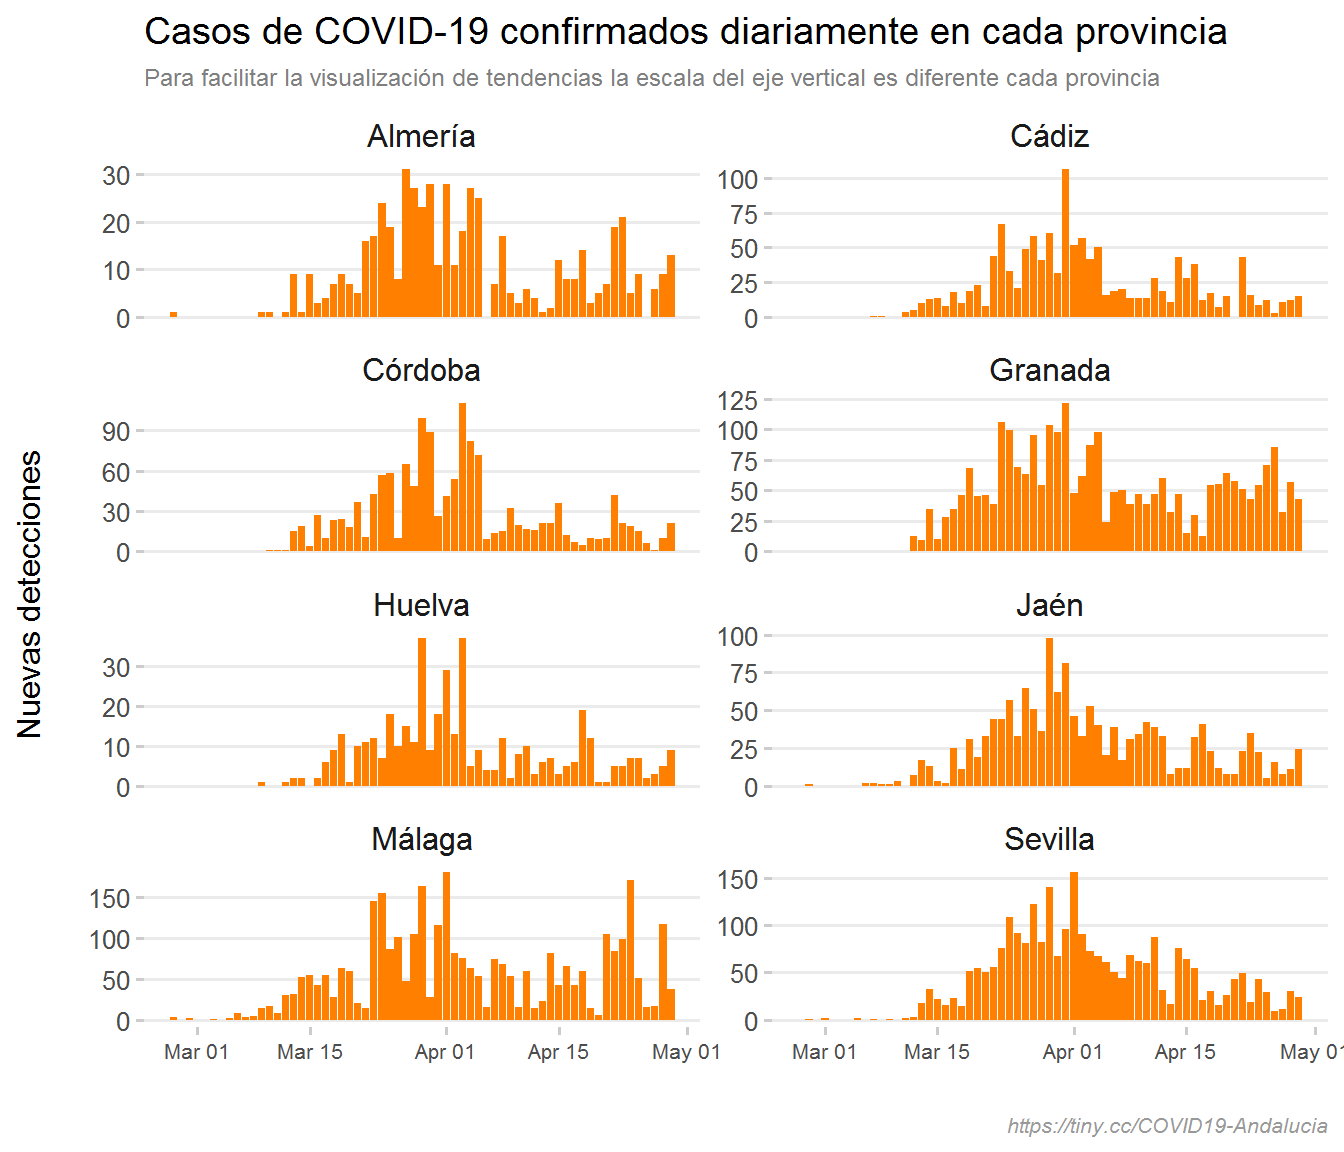 Casos de COVID-19 confirmados diariamente en cada provincia
Para facilitar la visualización de tendencias la escala del eje vertical es diferente cada provincia
Nuevas detecciones
Almería
30
20
10
0
Cádiz
100
75
50
25
0
Córdoba
90
60
30
0
Granada
125
100
75
50
25
0
Huelva
30
20
10
0
Jaén
100
75
50
25
0
Málaga
150
100
50
0
Sevilla
150
100
50
0
Mar 01 Mar 15 Apr 01 Apr 15 May 01
Mar 01 Mar 15 Apr 01 Apr 15 May 01
https://tiny.cc/COVID19-Andalucia